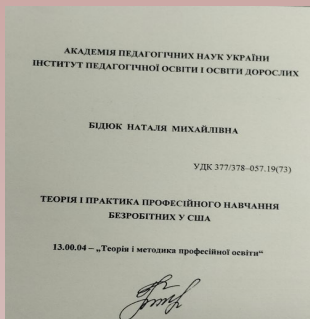 АКАДЕМІЯ ПЕДАГОГІЧНИХ НАУК УКРАЇНИ
ІНСТИТУТ ПЕДАГОГІЧНОЇ ОСВІТИ І ОСВІТИ ДОРОСЛИХ
БІДЮК НАТАЛЯ МИХАЙЛІВНА
УДК 377/378–057.19(73)
ТЕОРІЯ І ПРАКТИКА ПРОФЕСІЙНОГО НАВЧАННЯ
БЕЗРОБІТНИХ У США
13.00.04 – „Теорія і методика професійної освіти“